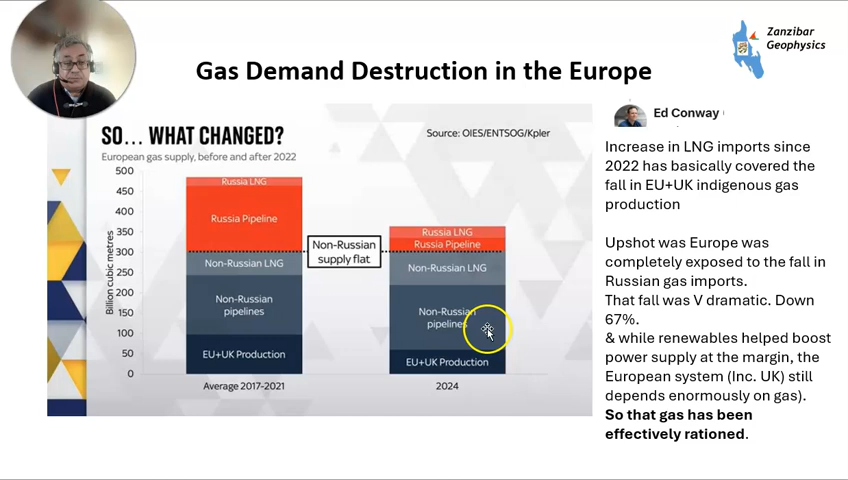 Zanzibar
Geophysics
Gas Demand Destruction in the Europe
SO... WHAT CHANGED?
Source: OIES/ENTSOG/Kpler
European gas supply, before and after 2022
Billion cubic metres
500
450
400
350
300
250
200
150
100
50
0
Russia LNG
Russia Pipeline
Non-Russian LNG
Non-Russian
pipelines
EU+UK Production
Average 2017-2021
Non-Russian
supply flat
Russia LNG
Russia Pipeline
Non-Russian LNG
Non-Russian
pipelines
EU+UK Production
2024
Ed Conway
Increase in LNG imports since
2022 has basically covered the
fall in EU+UK indigenous gas
production
Upshot was Europe was
completely exposed to the fall in
Russian gas imports.
That fall was V dramatic. Down
67%.
& while renewables helped boost
power supply at the margin, the
European system (Inc. UK) still
depends enormously on gas).
So that gas has been
effectively rationed.